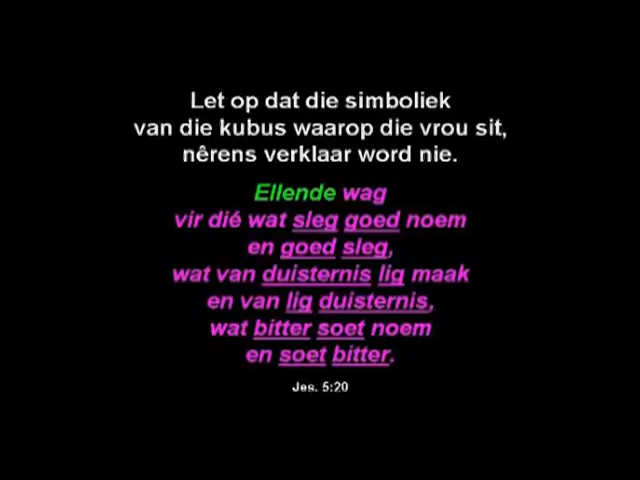 Let op dat die simboliek
van die kubus waarop die vrou sit,
nêrens verklaar word nie.
Ellende wag
vír dié wat sleg goed noem
en goed sleg,
wat van duisternis lig maak
en van lig duisternis,
wat bitter soet noem
en soet bitter.
Jes. 5:20